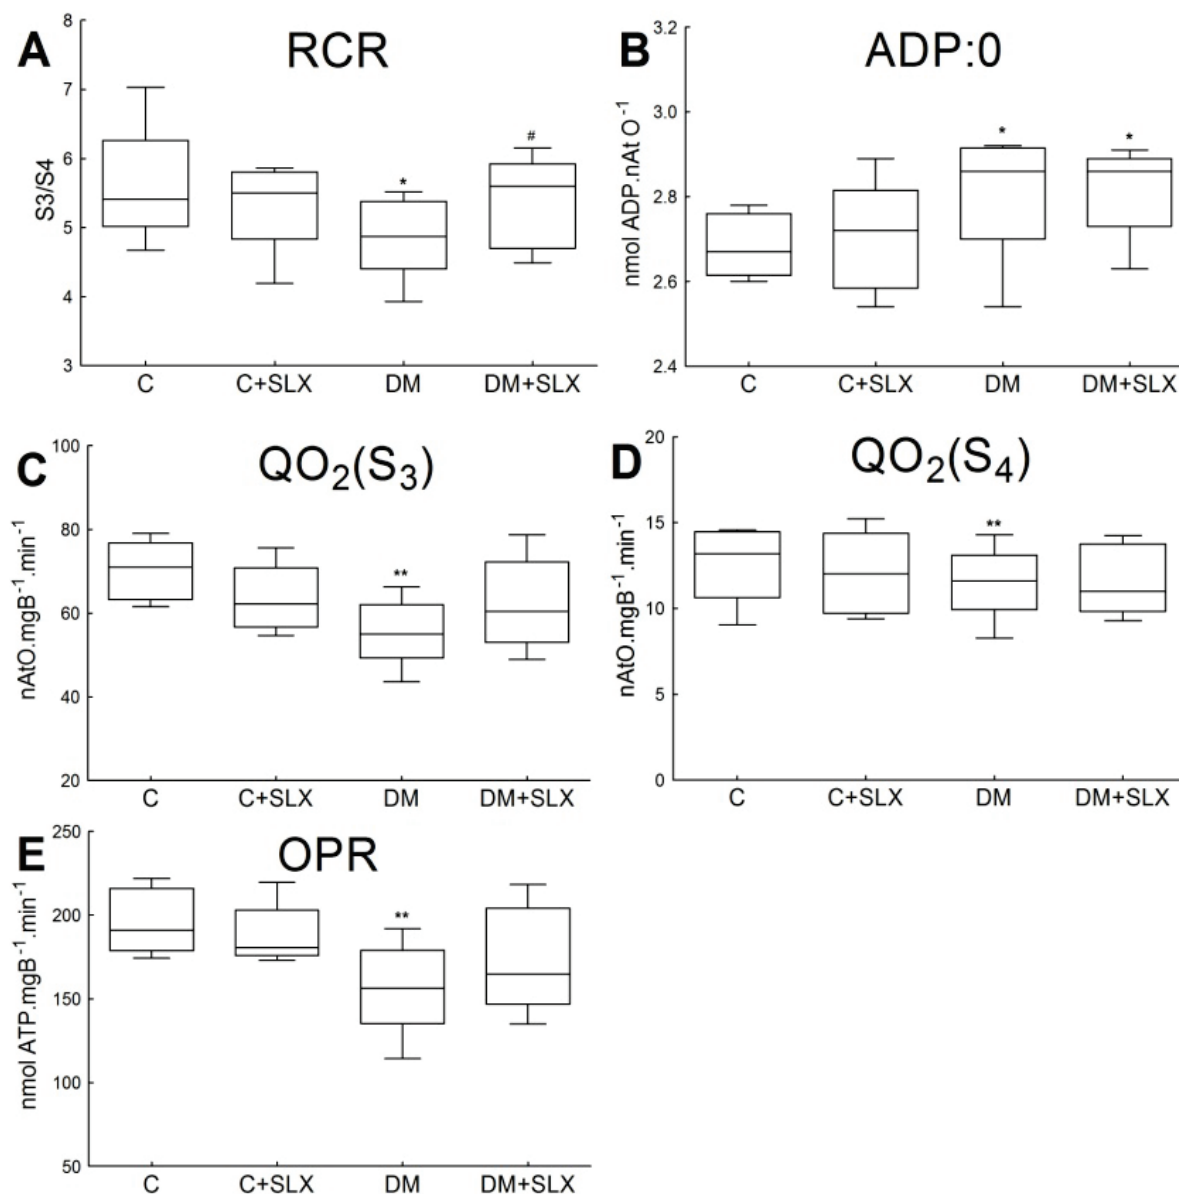 A
RCR
8
7
6
5
4
3
S3/S4
*
#
C C+SLX DM DM+SLX
B
ADP:0
3.2
3.0
2.8
2.6
2.4
nmol ADP.nAt O⁻¹
*
*
C C+SLX DM DM+SLX
C
QO₂(S₃)
100
80
60
40
20
nAtO.mgB⁻¹.min⁻¹
**
C C+SLX DM DM+SLX
D
QO₂(S₄)
20
15
10
5
0
nAtO.mgB⁻¹.min⁻¹
**
C C+SLX DM DM+SLX
E
OPR
250
200
150
100
50
nmol ATP.mgB⁻¹.min⁻¹
**
C C+SLX DM DM+SLX